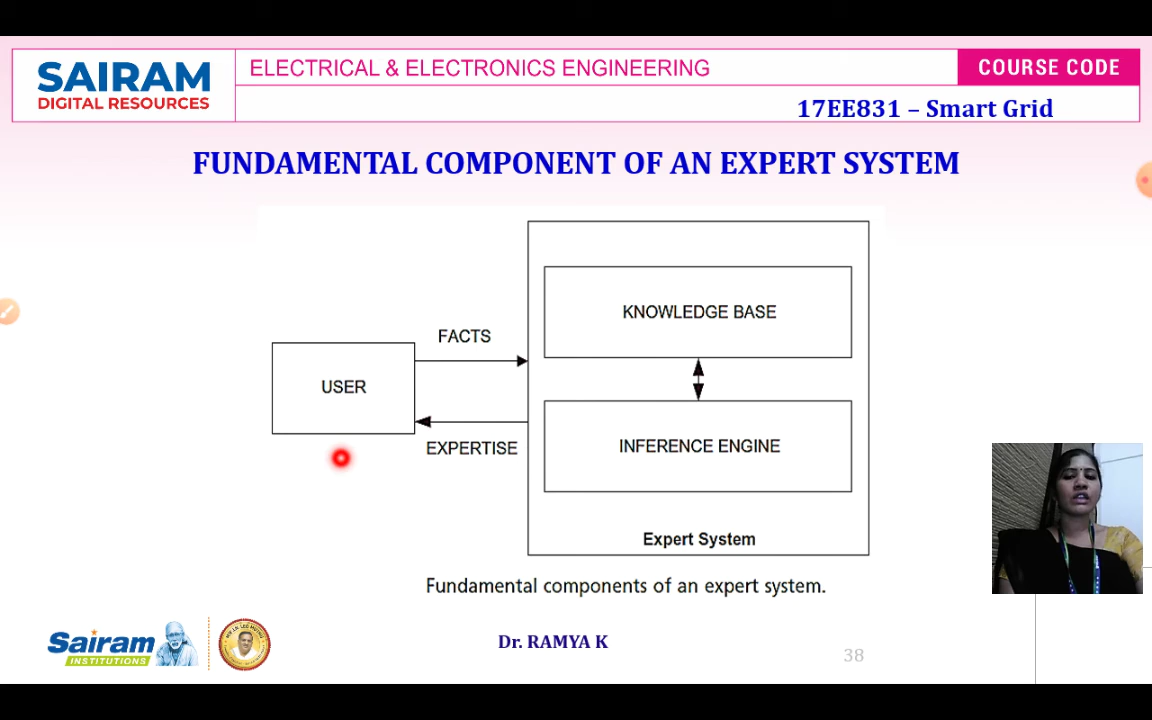 SAIRAM
DIGITAL RESOURCES
ELECTRICAL & ELECTRONICS ENGINEERING
COURSE CODE
17EE831 – Smart Grid
FUNDAMENTAL COMPONENT OF AN EXPERT SYSTEM
KNOWLEDGE BASE
FACTS
USER
EXPERTISE
INFERENCE ENGINE
Expert System
Fundamental components of an expert system.
Sairam
INSTITUTIONS
Dr. RAMYA K
38